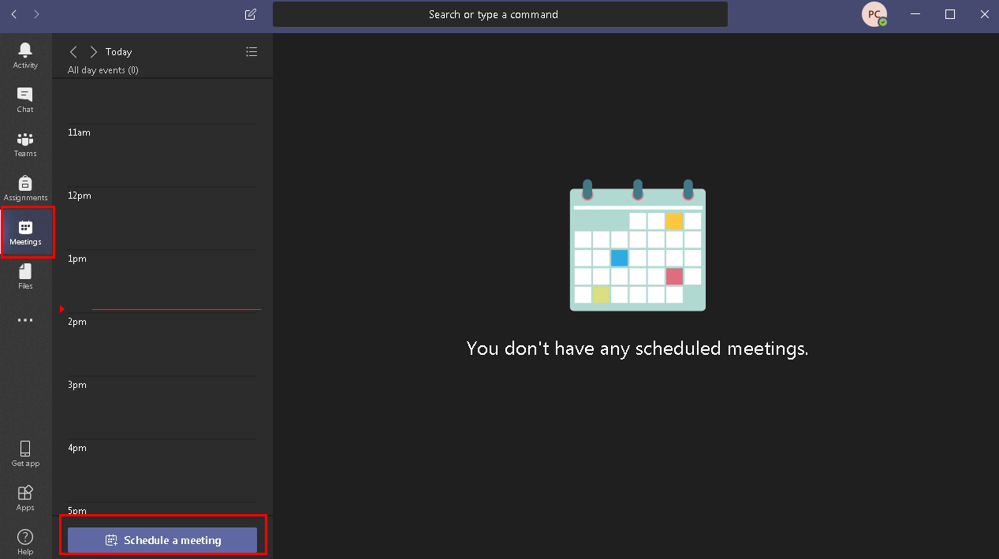 Search or type a command
PC
Activity
Chat
Teams
Assignments
Meetings
Files
Get app
Apps
Help
Today
All day events (0)
11am
12pm
1pm
2pm
3pm
4pm
5pm
Schedule a meeting
You don't have any scheduled meetings.